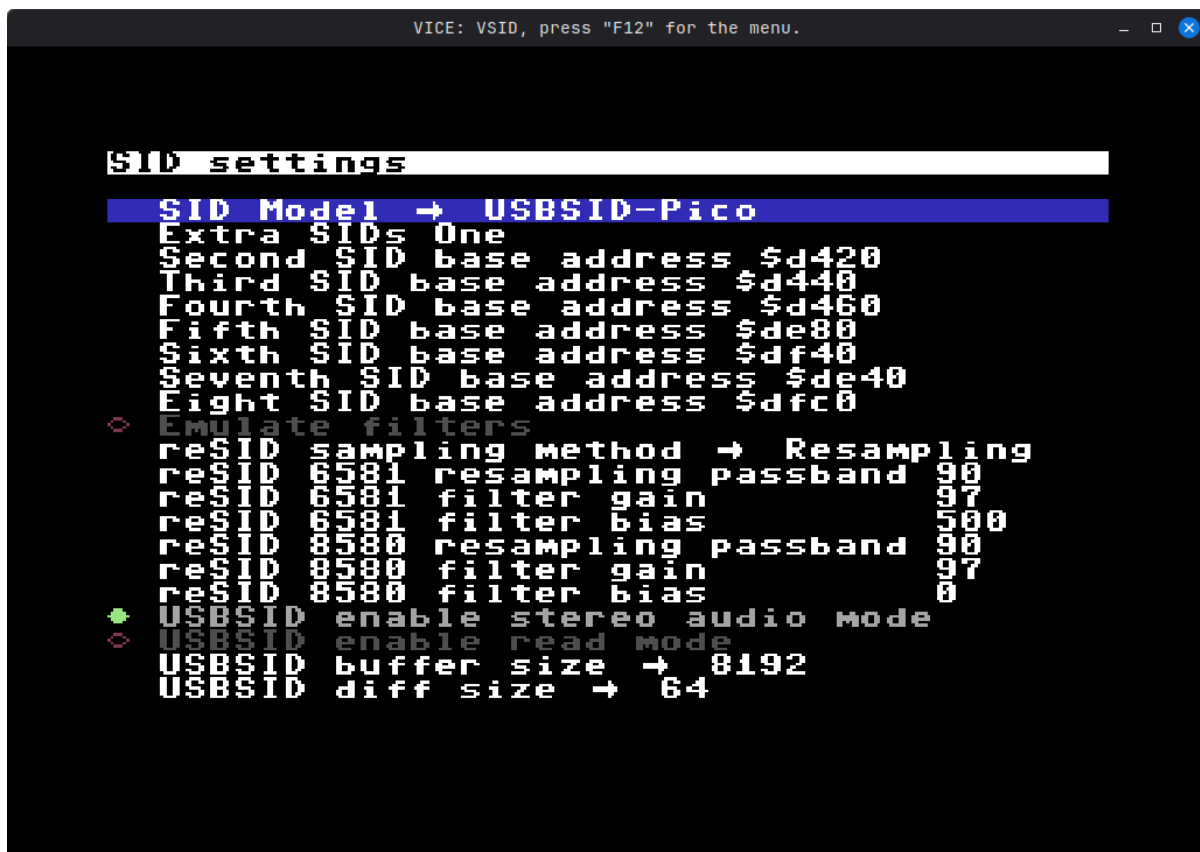 VICE: VSID, press "F12" for the menu.
SID settings
SID Model → USBSID-Pico
Extra SIDs One
Second SID base address $d420
Third SID base address $d440
Fourth SID base address $d460
Fifth SID base address $de80
Sixth SID base address $df40
Seventh SID base address $de40
Eight SID base address $dfc0
Emulate filters
reSID sampling method → Resampling
reSID 6581 resampling passband 90
reSID 6581 filter gain 97
reSID 6581 filter bias 500
reSID 8580 resampling passband 90
reSID 8580 filter gain 97
reSID 8580 filter bias 0
USBSID enable stereo audio mode
USBSID enable read mode
USBSID buffer size → 8192
USBSID diff size → 64